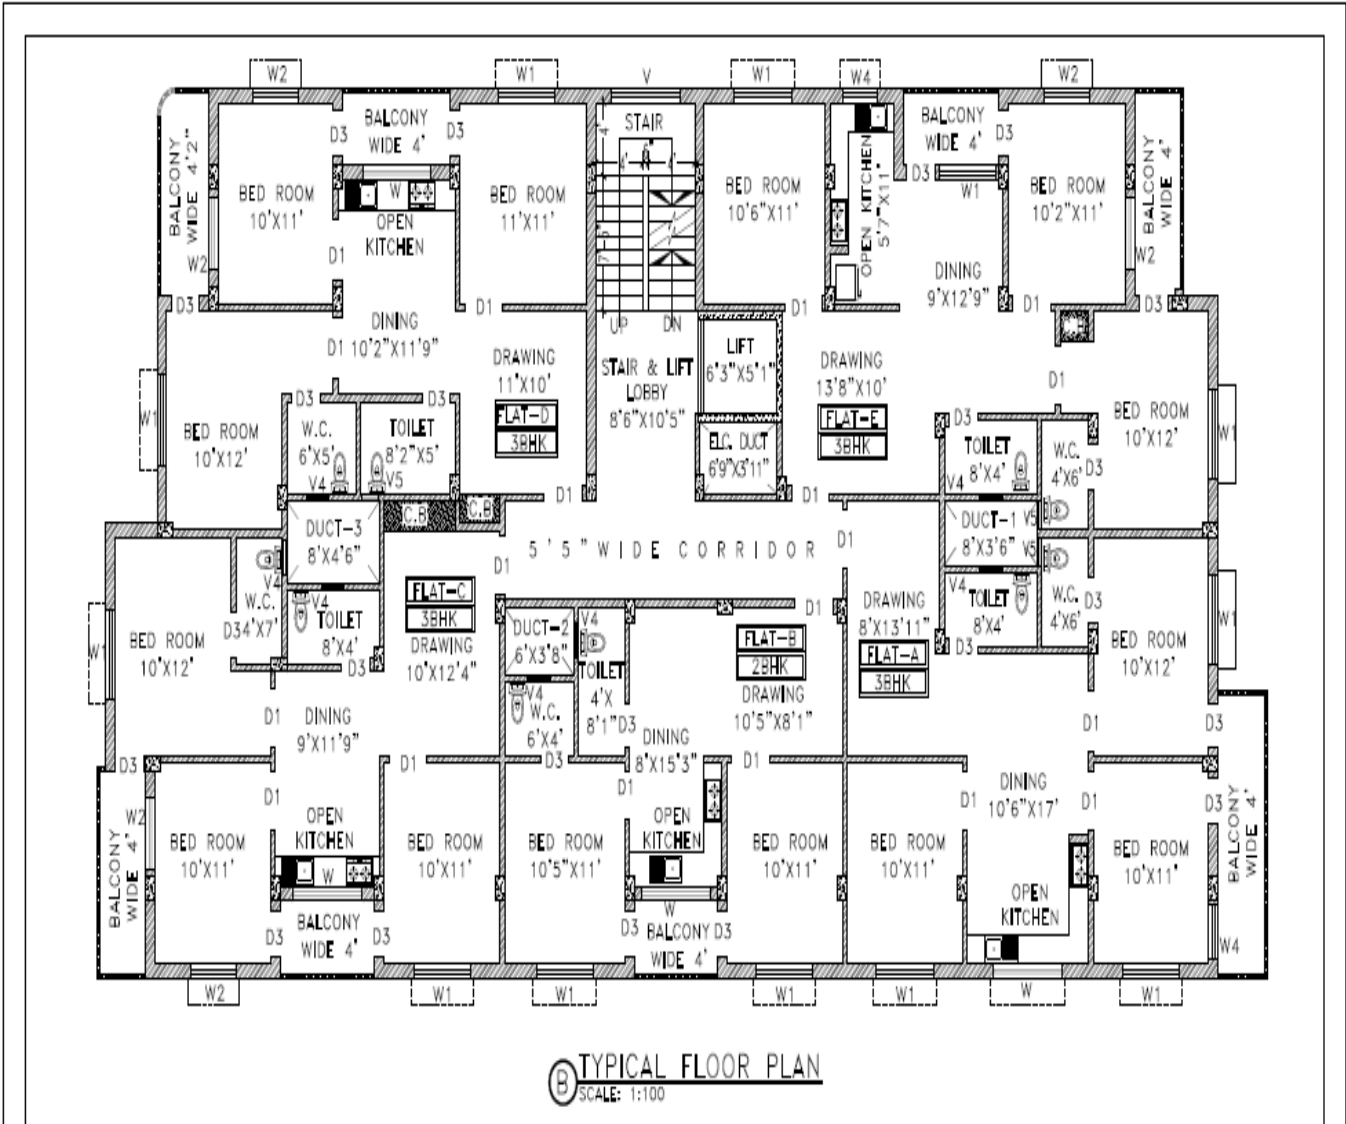 W2
W1
V
W1
W4
W2
BALCONY
WIDE 4'2"
D3
BALCONY
WIDE 4'
D3
BED ROOM
10'X11'
W
OPEN
KITCHEN
BED ROOM
11'X11'
STAIR
4'
6"
4'
4'
7'-5"
UP
DN
BED ROOM
10'6"X11'
OPEN KITCHEN
5'7"X11'
BALCONY
WIDE 4'
D3
W1
BED ROOM
10'2"X11'
BALCONY
WIDE 4'
W2
W2
D1
D3
D1
D1
DINING
9'X12'9"
D1
D3
DINING
10'2"X11'9"
D1
DRAWING
11'X10'
FLAT-D
3BHK
STAIR & LIFT
LOBBY
8'6"X10'5"
LIFT
6'3"X5'1"
ELC. DUCT
6'9"X3'11"
DRAWING
13'8"X10'
FLAT-E
3BHK
D1
W1
BED ROOM
10'X12'
D3
W.C.
6'X5'
V4
D3
TOILET
8'2"X5'
V5
D3
TOILET
8'X4'
V4
W.C.
4'X6'
D3
V5
BED ROOM
10'X12'
W1
D1
D1
C.B
C.B
DUCT-3
8'X4'6"
5'5" WIDE CORRIDOR
D1
D1
DUCT-1
8'X3'6"
V5
W1
BED ROOM
10'X12'
V4
W.C.
4'X7'
D3
V4
TOILET
8'X4'
D3
FLAT-C
3BHK
DRAWING
10'X12'4"
DUCT-2
6'X3'8"
V4
TOILET
4'X
8'1"
V4
W.C.
6'X4'
D3
D3
D1
FLAT-B
2BHK
DRAWING
10'5"X8'1"
DRAWING
8'X13'11"
FLAT-A
3BHK
V4
TOILET
8'X4'
D3
W.C.
4'X6'
D3
BED ROOM
10'X12'
W1
D1
DINING
9'X11'9"
D1
DINING
8'X15'3"
D1
D1
D3
D3
BALCONY
WIDE 4'
W2
BED ROOM
10'X11'
D1
OPEN
KITCHEN
W
BED ROOM
10'X11'
BED ROOM
10'5"X11'
D1
OPEN
KITCHEN
BED ROOM
10'X11'
BED ROOM
10'X11'
D1
DINING
10'6"X17'
D1
OPEN
KITCHEN
BED ROOM
10'X11'
D3
BALCONY
WIDE 4'
W4
D3
BALCONY
WIDE 4'
D3
D3
W
BALCONY
WIDE 4'
D3
W2
W1
W1
W1
W1
W
W1
B
TYPICAL FLOOR PLAN
SCALE: 1:100